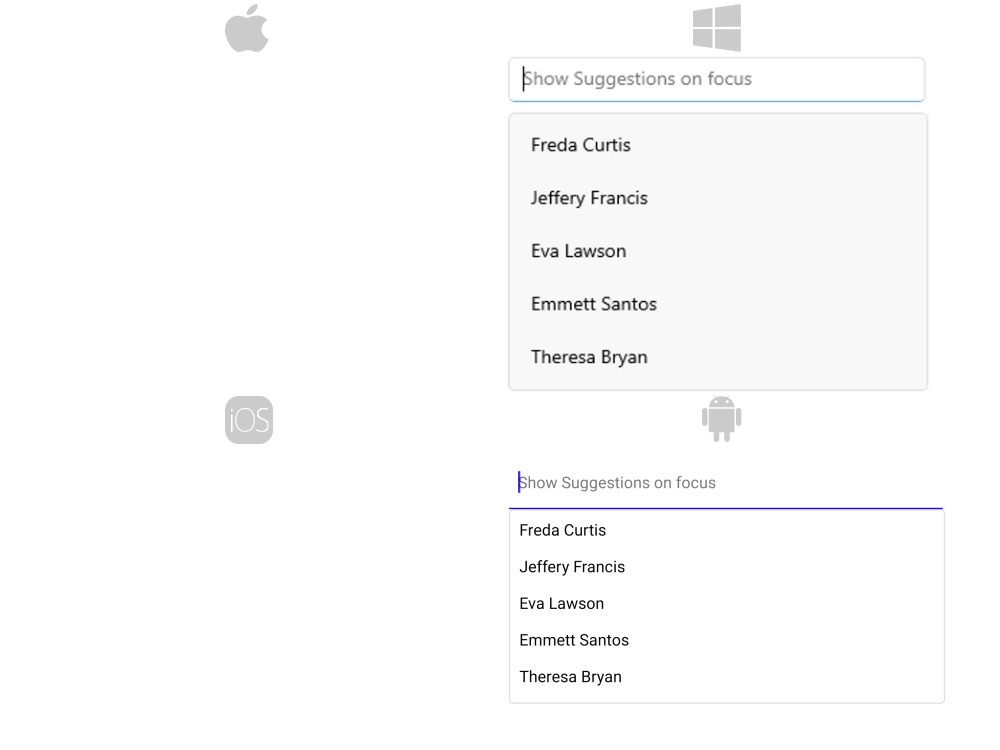 Show Suggestions on focus
Freda Curtis
Jeffery Francis
Eva Lawson
Emmett Santos
Theresa Bryan
iOS
Show Suggestions on focus
Freda Curtis
Jeffery Francis
Eva Lawson
Emmett Santos
Theresa Bryan